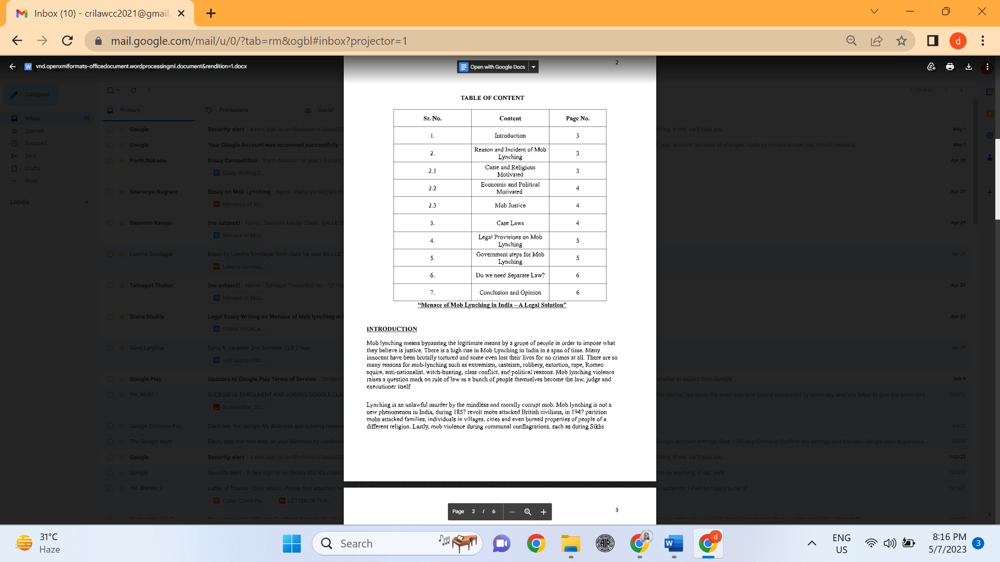 Inbox (10) - crilawcc2021@gmail.
mail.google.com/mail/u/0/?tab=rm&ogbl#inbox?projector=1
d
vnd.openxmlformats-officedocument.wordprocessingml.document&rendition=1.docx
Open with Google Docs
2
Compose
1-50 of 67
Primary
Promotions
Social
Inbox 10
Starred
Snoozed
Sent
Drafts
More
Labels
Google Security alert - A new sign-in on Windows crilawcc20 thing. If not, we'll help you May 1
Google Your Google Account was recovered successfully - f your account because of changes made by someone else, you should review & May 1
Parth Nakade Essay Competition - Parth Nakade 1 st year ( 5 years Apr 29
Essay Writing C...
Sharanya Nagrare Essay on Mob Lynching - Name: Sharanya Nagrare Ro Apr 29
Menance of Mo...
Swarnim Kanoje (no subject) - Name : Swarnim kanoje Class : BALLB 5 Apr 29
Menace of Mob...
Leesha Sondagar Essay by Leesha Sondagar from class 1st year BA.LLB Apr 29
Leesha Sondag...
Tathagat Thakur (no subject) - Name - Tathagat ThakurRoll No - 121 Top Apr 29
Menace of Mob...
Disha Shukla Legal Essay Writing on Menace of Mob lynching in Apr 29
DISHA SHUKLA ...
Saroj A. Lanjekar 2nd Semister LLB 3 Year Apr 29
vnd.openxmlfor...
Google Play Updates to Google Play Terms of Service - On Marc nd what to expect from Google Feb 9
me, abdul 5 SUCESSFUL ENROLMENT AND JOINING GOOGLE CLA the course, but since the exam was time bound conducted by university, and you failed to give the exam on t... 11/23/22
Screenshot_20...
Google Business Pro. Dacn law, the Google My Business app is being replace 4/5/22
The Google team Dacn, take the next step on your Windows by confirmin Google Account settings. Step 1: Privacy Checkup Confirm key settings and the data Google uses to persona... 1/22/22
Google Security alert - A new sign-in on Windows crilawcc20 thing. If not, we'll help you 1/22/22
Google Security alert - A new sign-in on Galaxy A52 4G crilawc to do anything. If not, we'll 12/16/21
me, Bishwa 2 Letter of Thanks - Dear Maam, Please find attached he audience. I shall be happy to be of 12/10/21
Cyber Crime Ps... LETTER OF THA...
TABLE OF CONTENT
Sr. No. Content Page No.
1. Introduction 3
2. Reason and Incident of Mob Lynching 3
2.1 Caste and Religious Motivated 3
2.2 Economic and Political Motivated 4
2.3 Mob Justice 4
3. Case Laws 4
4. Legal Provisions on Mob Lynching 5
5. Government steps for Mob Lynching 5
6. Do we need Separate Law? 6
7. Conclusion and Opinion 6
“Menace of Mob Lynching in India – A Legal Solution”
INTRODUCTION
Mob lynching means bypassing the legitimate means by a grope of people in order to impose what
they believe is justice. There is a high rise in Mob Lynching in India in a span of time. Many
innocent have been brutally tortured and some even lost their lives for no crimes at all. There are so
many reasons for mob-lynching such as extremism, casteism, robbery, extortion, rape, Romeo
squire, anti-nationalist, witch-hunting, class conflict, and political reasons. Mob lynching violence
raises a question mark on rule of law as a bunch of people themselves become the law, judge and
executioner itself
Lynching is an unlawful murder by the mindless and morally corrupt mob. Mob lynching is not a
new phenomenon in India, during 1857 revolt mobs attacked British civilians, in 1947 partition
mobs attacked families, individuals in villages, cities and even burned properties of people of a
different religion. Lastly, mob violence during communal conflagrations, such as during Sikhs
Page 2 / 6
3
31°C
Haze
Search
ENG
US
8:16 PM
5/7/2023
3